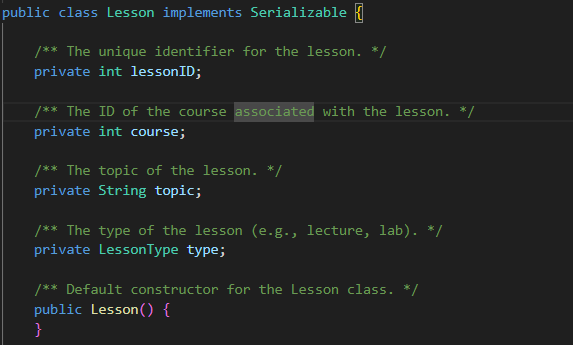 public class Lesson implements Serializable {
/** The unique identifier for the lesson. */
private int lessonID;
/** The ID of the course associated with the lesson. */
private int course;
/** The topic of the lesson. */
private String topic;
/** The type of the lesson (e.g., lecture, lab). */
private LessonType type;
/** Default constructor for the Lesson class. */
public Lesson() {
}